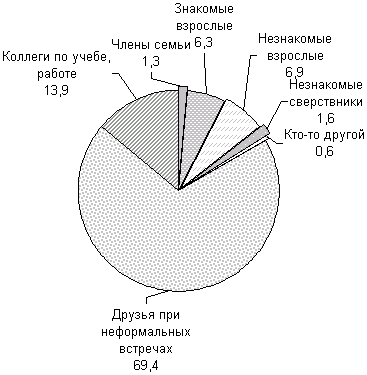 Знакомые
взрослые
6,3
Члены семьи
1,3
Незнакомые
взрослые
6,9
Коллеги по учебе,
работе
13,9
Незнакомые
сверстники
1,6
Кто-то другой
0,6
Друзья при
неформальных
встречах
69,4